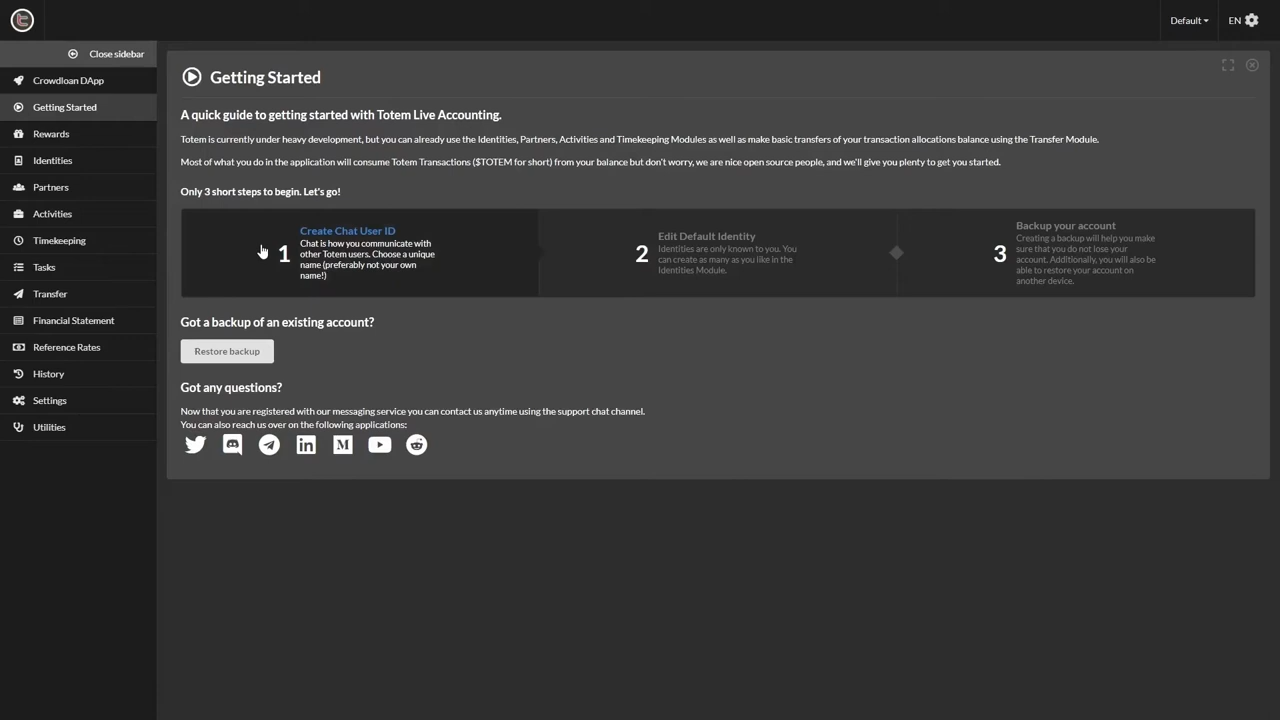 Default
EN
Close sidebar
Crowdloan DApp
Getting Started
Rewards
Identities
Partners
Activities
Timekeeping
Tasks
Transfer
Financial Statement
Reference Rates
History
Settings
Utilities
Getting Started
A quick guide to getting started with Totem Live Accounting.
Totem is currently under heavy development, but you can already use the Identities, Partners, Activities and Timekeeping Modules as well as make basic transfers of your transaction allocations balance using the Transfer Module.
Most of what you do in the application will consume Totem Transactions ($TOTEM for short) from your balance but don't worry, we are nice open source people, and we'll give you plenty to get you started.
Only 3 short steps to begin. Let's go!
1
Create Chat User ID
Chat is how you communicate with
other Totem users. Choose a unique
name (preferably not your own
name!)
2
Edit Default Identity
Identities are only known to you. You
can create as many as you like in the
Identities Module.
3
Backup your account
Creating a backup will help you make
sure that you do not lose your
account. Additionally, you will also be
able to restore your account on
another device.
Got a backup of an existing account?
Restore backup
Got any questions?
Now that you are registered with our messaging service you can contact us anytime using the support chat channel.
You can also reach us over on the following applications: